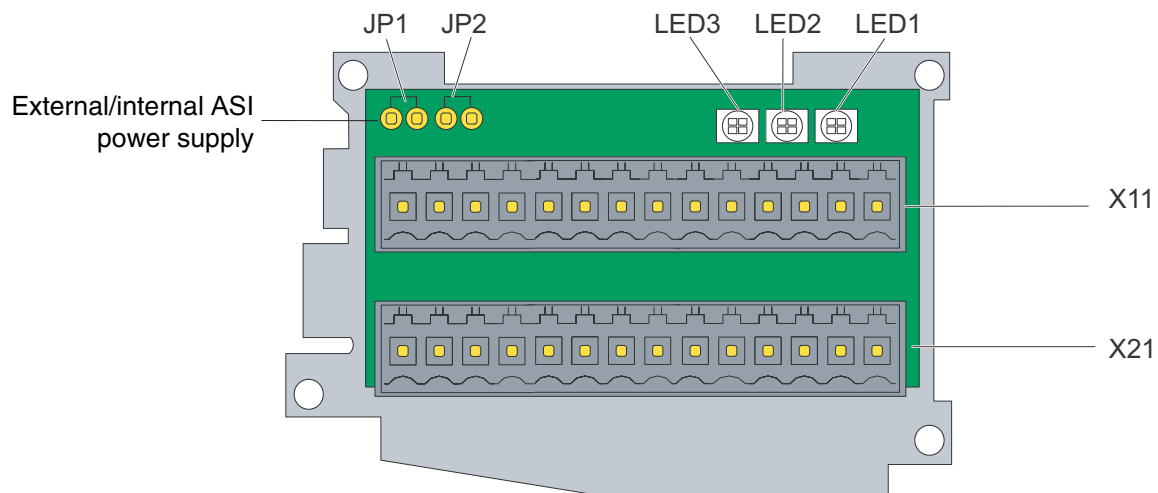 JP1 JP2 LED3 LED2 LED1
External/internal ASI
power supply
X11
X21